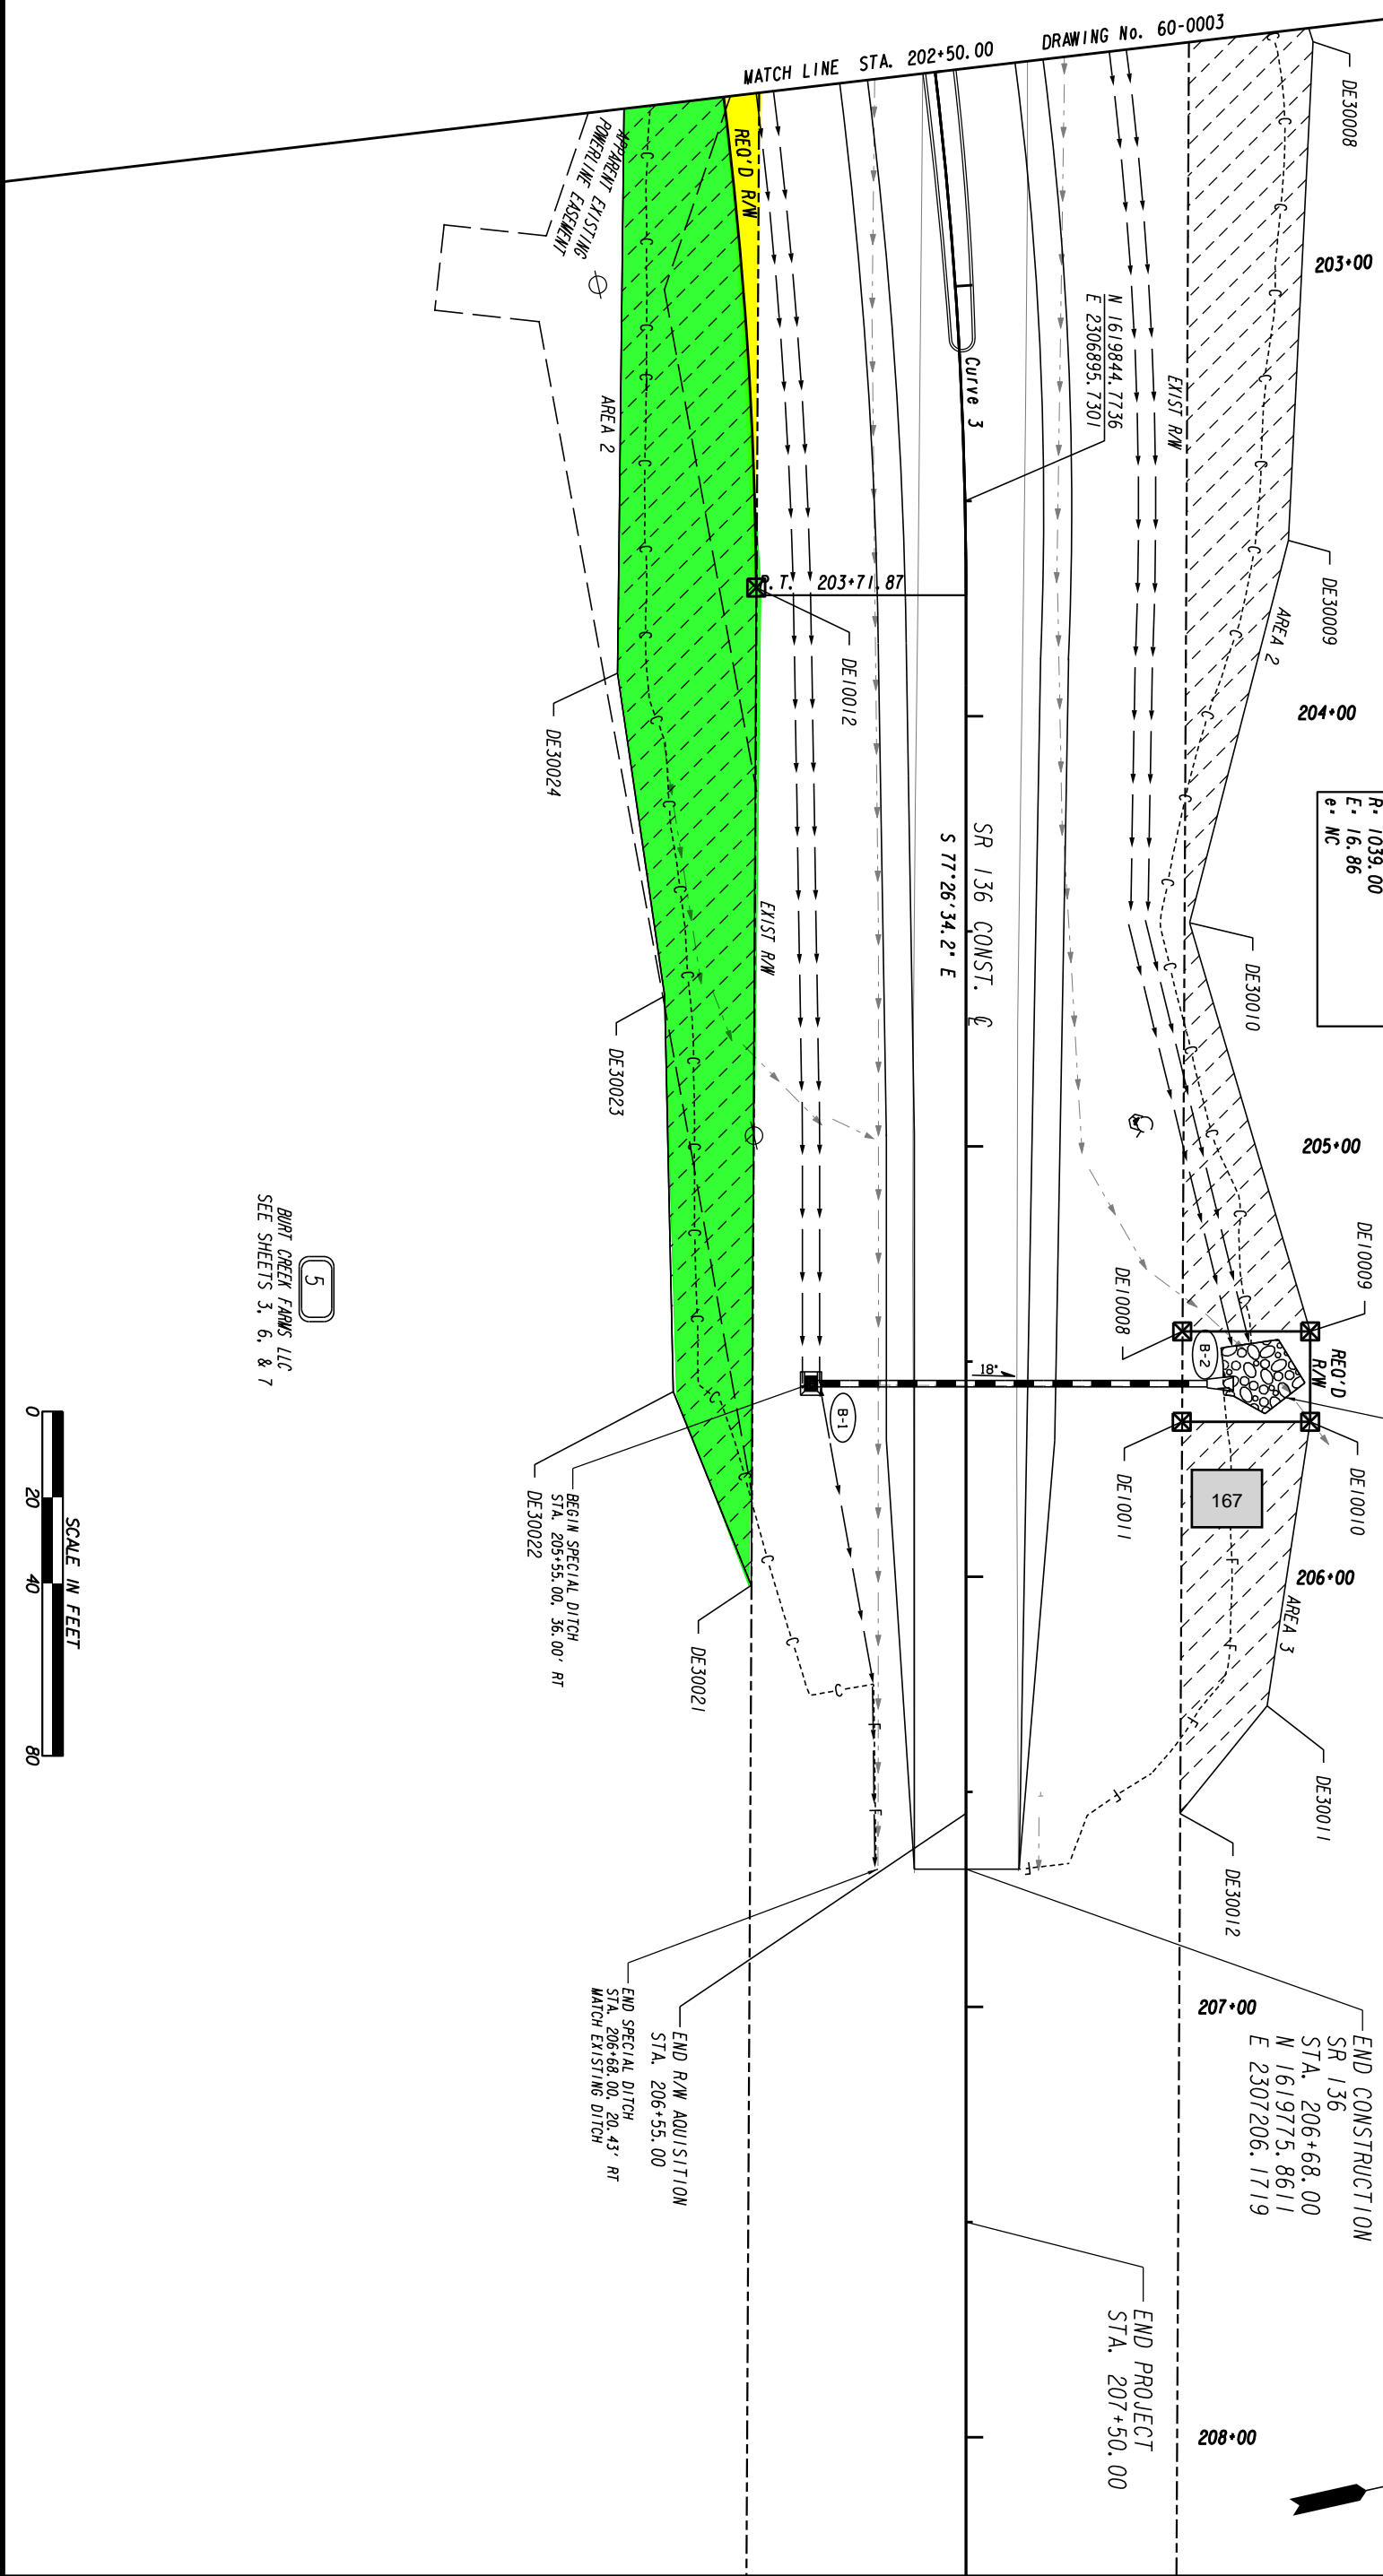 MATCH LINE STA. 202+50.00 DRAWING No. 60-0003
DE30008
203+00
REQ'D R/W
APPARENT EXISTING
POWERLINE EASEMENT
N 1619844.7736
E 2306895.7301
Curve 3
EXIST R/W
AREA 2
DE30009
AREA 2
P.T. 203+71.87
DE10012
DE30024
204+00
R: 1039.00
E: 16.86
e: NC
SR 136 CONST. ℄
S 77°26'34.2" E
EXIST R/W
DE30010
DE30023
205+00
DE10009
DE10008
REQ'D
R/W
B-2
18"
B-1
DE10010
DE10011
167
5
BURT CREEK FARMS LLC
SEE SHEETS 3, 6, & 7
BEGIN SPECIAL DITCH
STA. 205+55.00, 36.00' RT
DE30022
206+00
AREA 3
DE30021
DE30011
DE30012
0 20 40 80
SCALE IN FEET
END SPECIAL DITCH
STA. 206+68.00, 20.43' RT
MATCH EXISTING DITCH
END R/W AQUISITION
STA. 206+55.00
207+00
END CONSTRUCTION
SR 136
STA. 206+68.00
N 1619775.8611
E 2307206.1719
END PROJECT
STA. 207+50.00
208+00
C
F